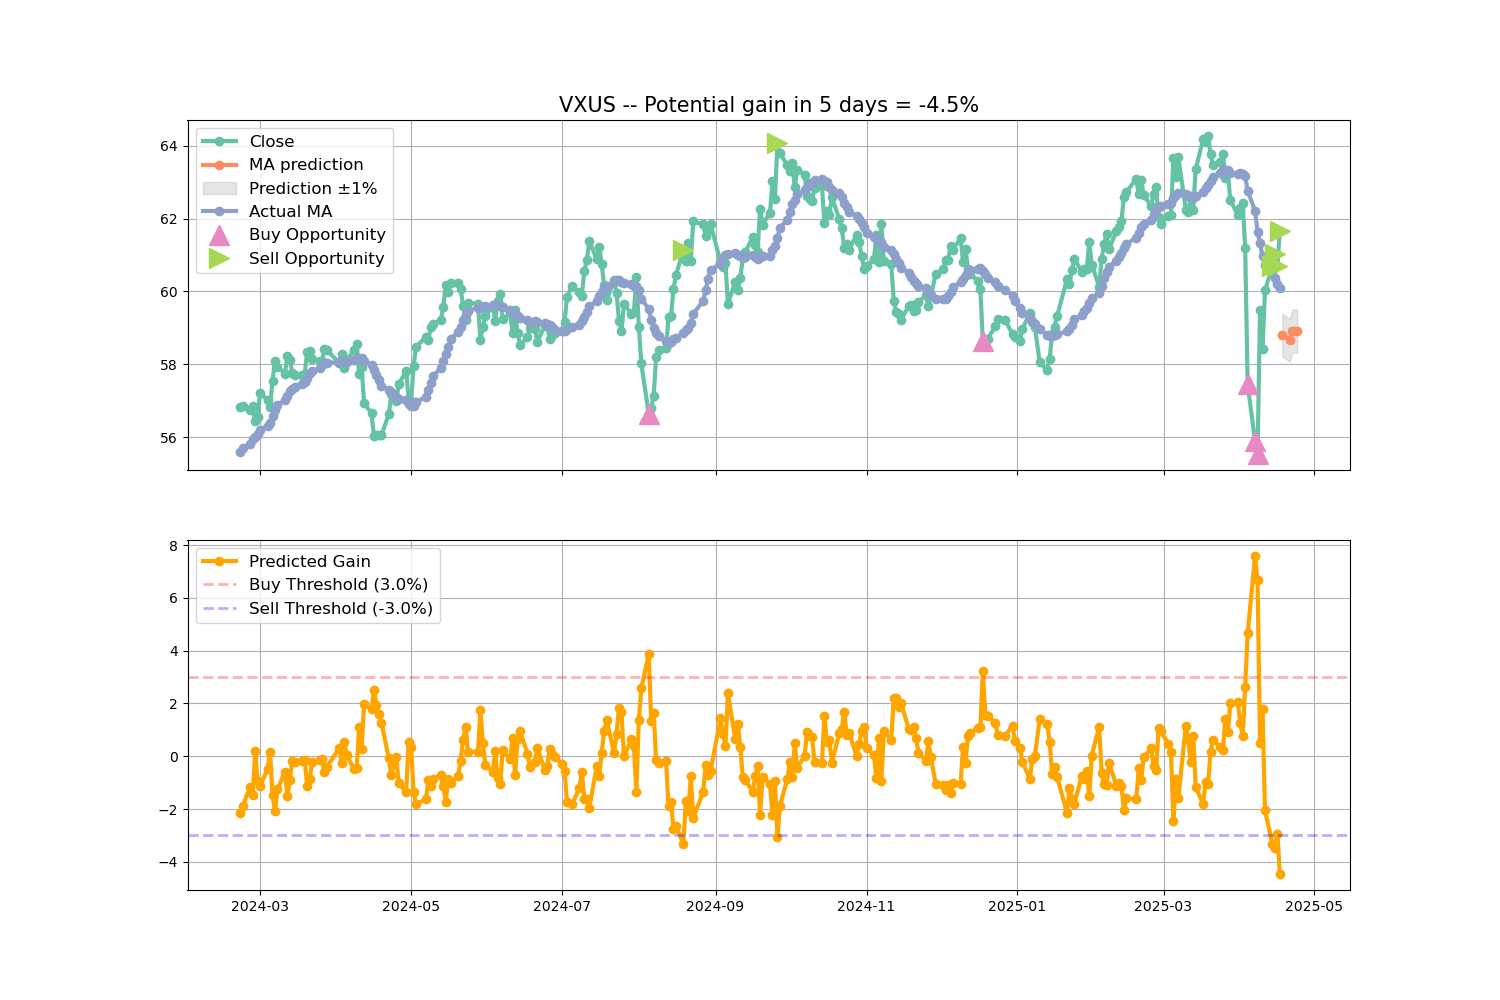 VXUS -- Potential gain in 5 days = -4.5%
Close
MA prediction
Prediction ±1%
Actual MA
Buy Opportunity
Sell Opportunity
64
62
60
58
56
Predicted Gain
Buy Threshold (3.0%)
Sell Threshold (-3.0%)
8
6
4
2
0
−2
−4
2024-03
2024-05
2024-07
2024-09
2024-11
2025-01
2025-03
2025-05